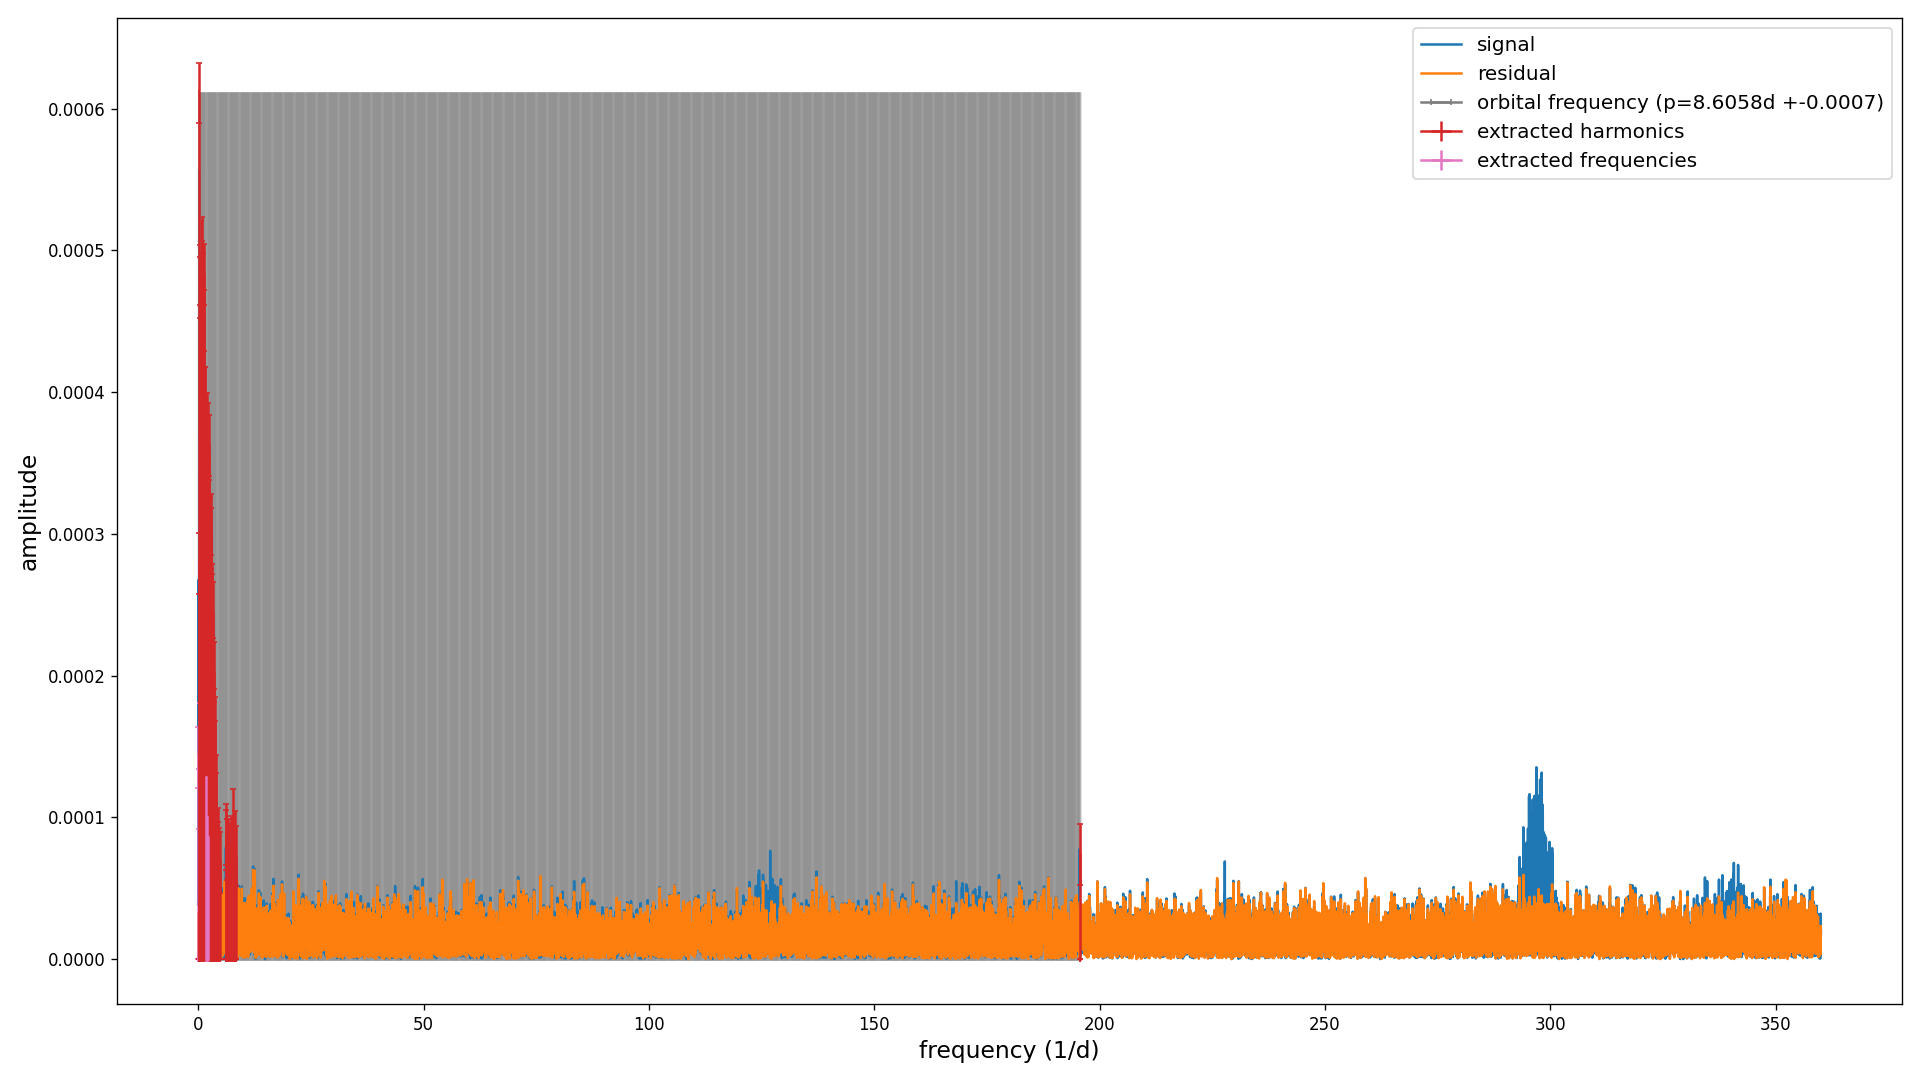 signal
residual
orbital frequency (p=8.6058d +-0.0007)
extracted harmonics
extracted frequencies
0.0006
0.0005
0.0004
0.0003
0.0002
0.0001
0.0000
amplitude
0 50 100 150 200 250 300 350
frequency (1/d)